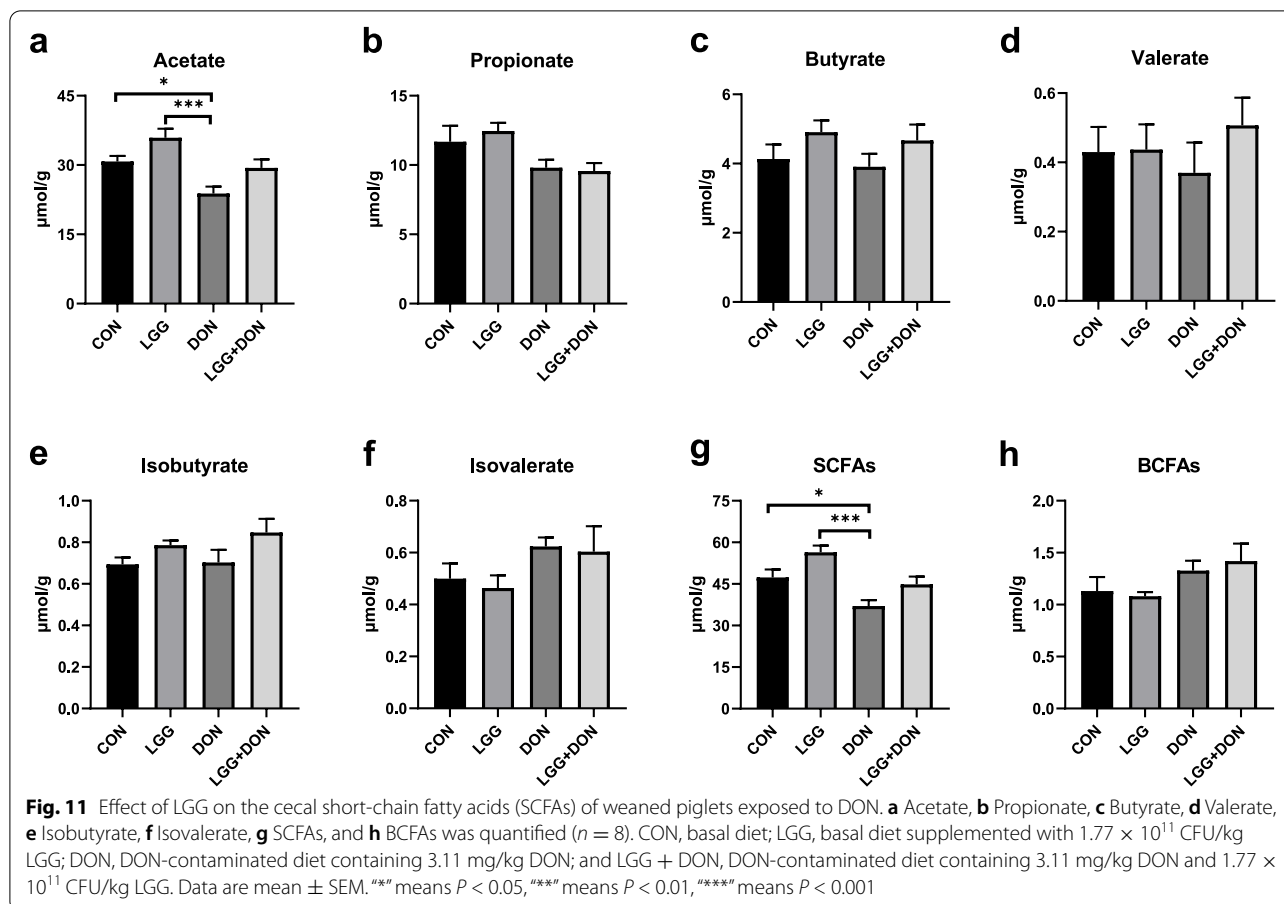 a
Acetate
*
***
45
30
15
0
µmol/g
CON
LGG
DON
LGG+DON
b
Propionate
15
10
5
0
µmol/g
CON
LGG
DON
LGG+DON
c
Butyrate
6
4
2
0
µmol/g
CON
LGG
DON
LGG+DON
d
Valerate
0.6
0.4
0.2
0.0
µmol/g
CON
LGG
DON
LGG+DON
e
Isobutyrate
1.0
0.8
0.6
0.4
0.2
0.0
µmol/g
CON
LGG
DON
LGG+DON
f
Isovalerate
0.8
0.6
0.4
0.2
0.0
µmol/g
CON
LGG
DON
LGG+DON
g
SCFAs
*
***
75
60
45
30
15
0
µmol/g
CON
LGG
DON
LGG+DON
h
BCFAs
2.0
1.5
1.0
0.5
0.0
µmol/g
CON
LGG
DON
LGG+DON
Fig. 11 Effect of LGG on the cecal short-chain fatty acids (SCFAs) of weaned piglets exposed to DON. a Acetate, b Propionate, c Butyrate, d Valerate,
e Isobutyrate, f Isovalerate, g SCFAs, and h BCFAs was quantified (n = 8). CON, basal diet; LGG, basal diet supplemented with 1.77 × 10¹¹ CFU/kg
LGG; DON, DON-contaminated diet containing 3.11 mg/kg DON; and LGG + DON, DON-contaminated diet containing 3.11 mg/kg DON and 1.77 ×
10¹¹ CFU/kg LGG. Data are mean ± SEM. “*” means P < 0.05, “**” means P < 0.01, “***” means P < 0.001